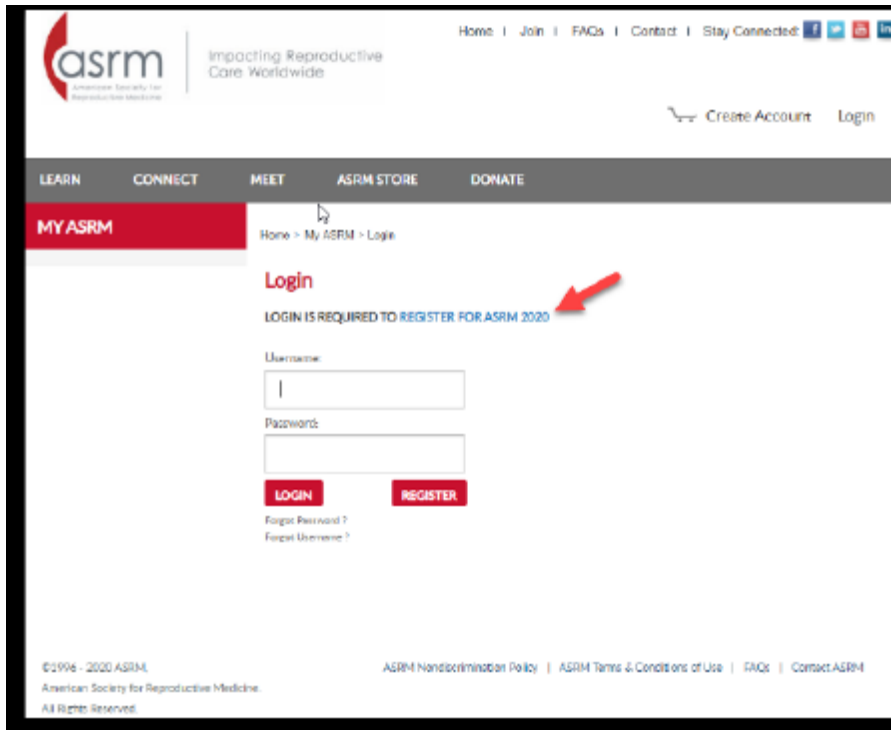 Home | Join | FAQs | Contact | Stay Connected:
asrm
American Society for
Reproductive Medicine
Impacting Reproductive
Care Worldwide
Create Account Login
LEARN CONNECT MEET ASRM STORE DONATE
MY ASRM
Home > My ASRM > Login
Login
LOGIN IS REQUIRED TO REGISTER FOR ASRM 2020
Username:
Password:
LOGIN REGISTER
Forgot Password ?
Forgot Username ?
©1996 - 2020 ASRM, ASRM Nondiscrimination Policy | ASRM Terms & Conditions of Use | FAQs | Contact ASRM
American Society for Reproductive Medicine.
All Rights Reserved.